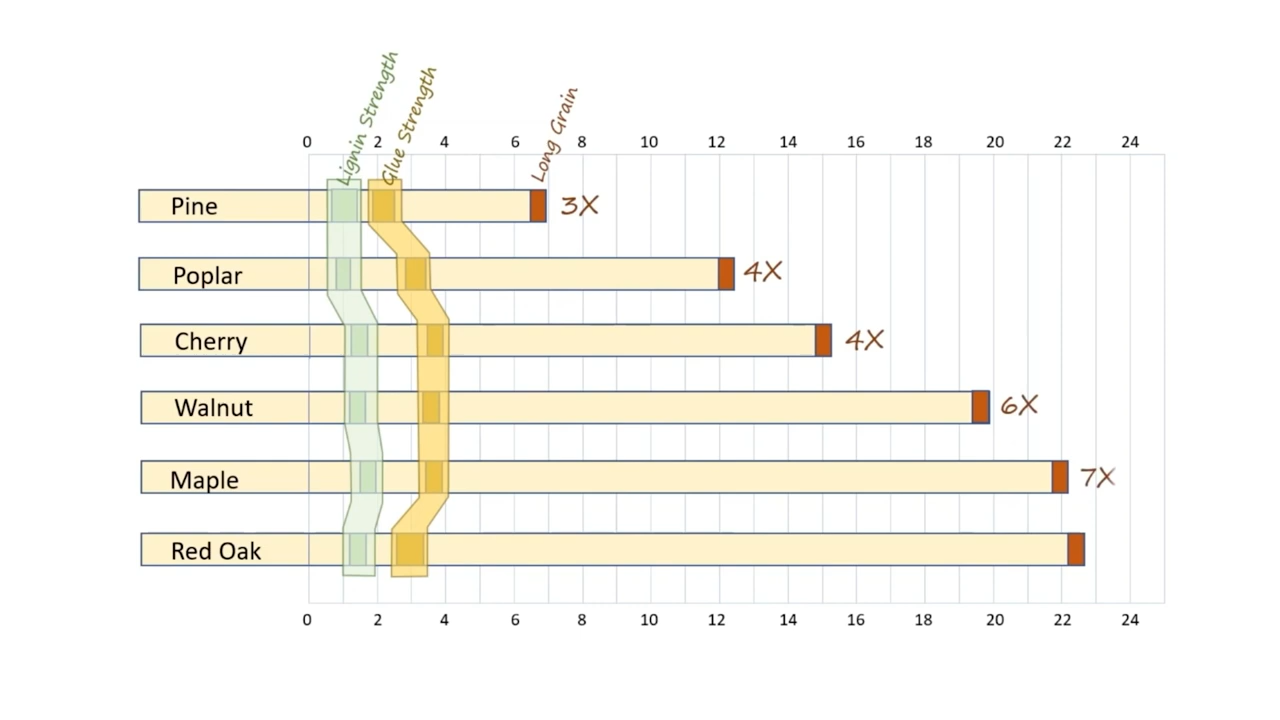 Lignin Strength
Glue Strength
Long Grain
0 2 4 6 8 10 12 14 16 18 20 22 24
Pine 3X
Poplar 4X
Cherry 4X
Walnut 6X
Maple 7X
Red Oak
0 2 4 6 8 10 12 14 16 18 20 22 24